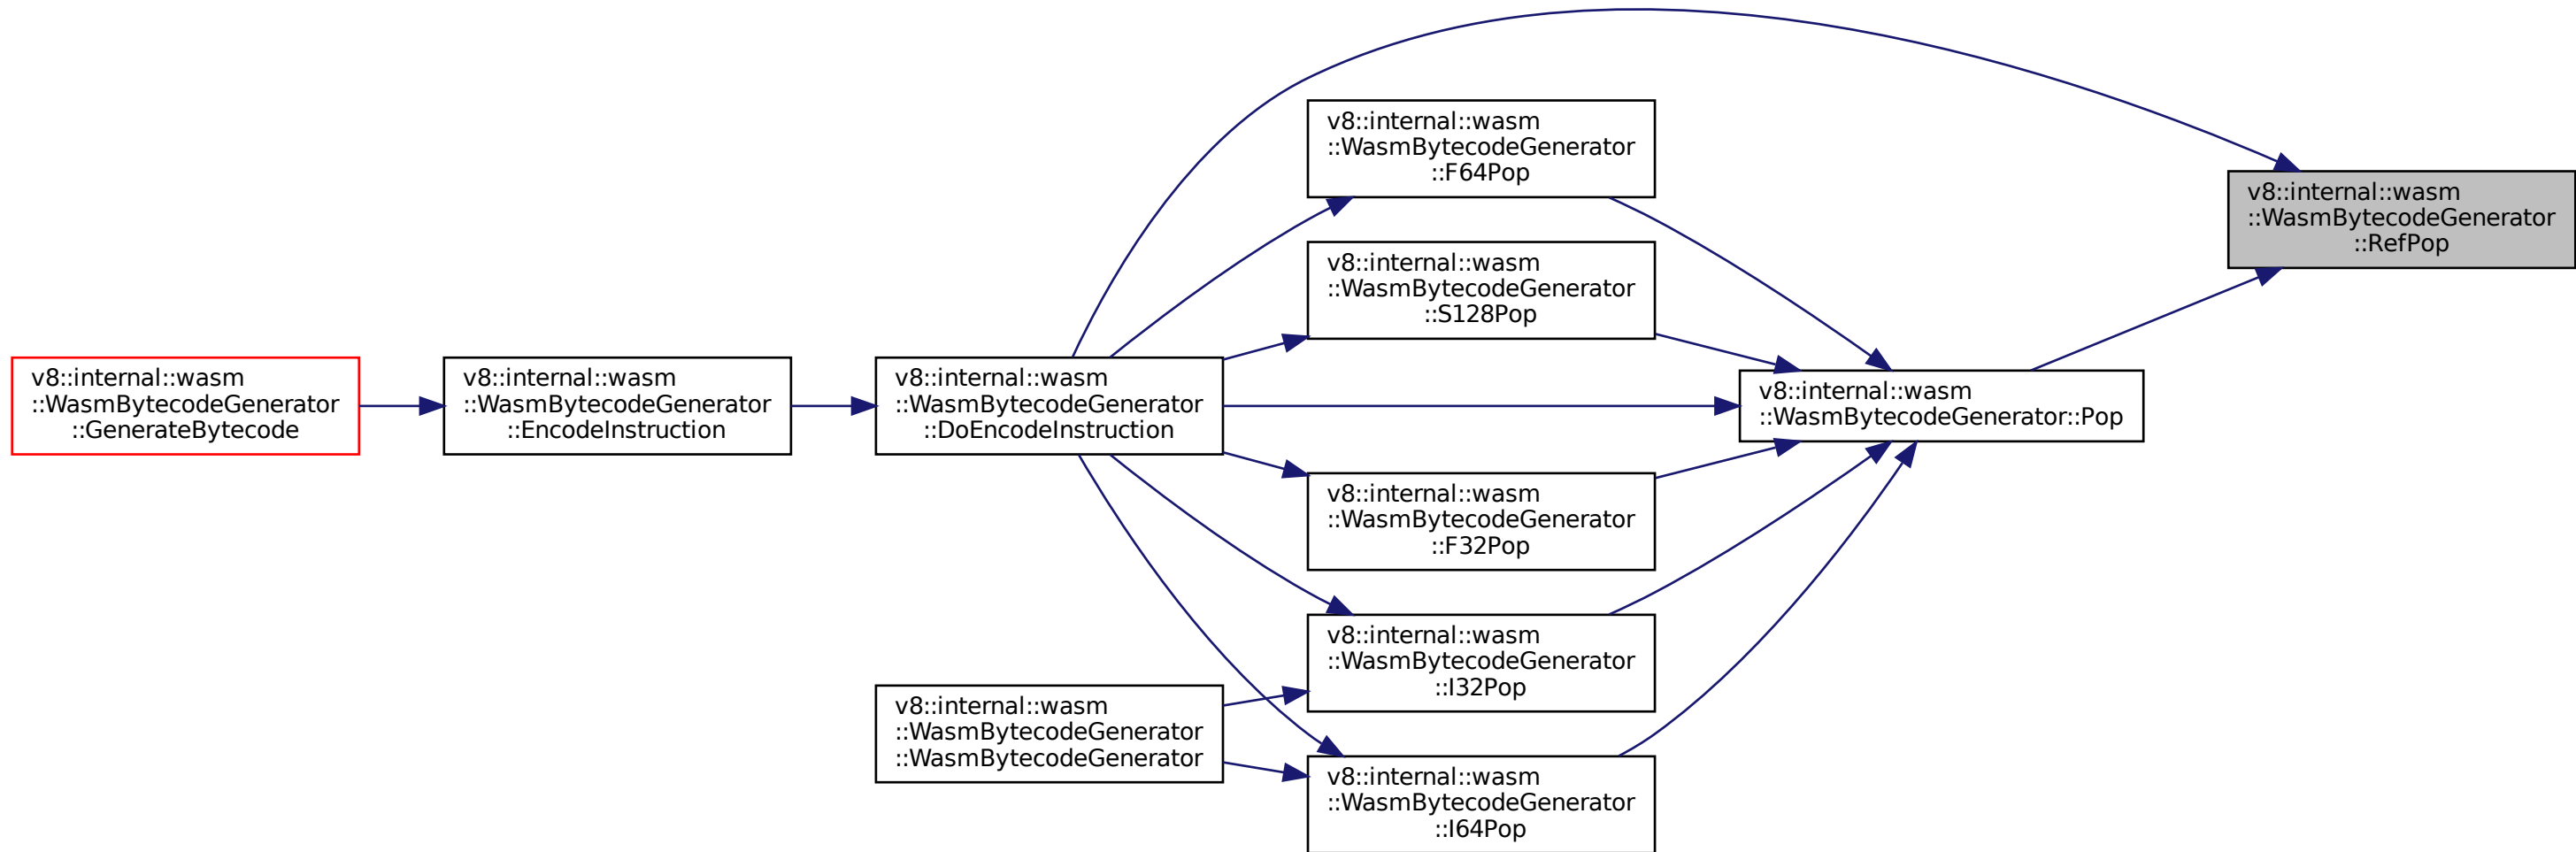 v8::internal::wasm
::WasmBytecodeGenerator
::GenerateBytecode
v8::internal::wasm
::WasmBytecodeGenerator
::EncodeInstruction
v8::internal::wasm
::WasmBytecodeGenerator
::DoEncodeInstruction
v8::internal::wasm
::WasmBytecodeGenerator
::WasmBytecodeGenerator
v8::internal::wasm
::WasmBytecodeGenerator
::F64Pop
v8::internal::wasm
::WasmBytecodeGenerator
::S128Pop
v8::internal::wasm
::WasmBytecodeGenerator
::F32Pop
v8::internal::wasm
::WasmBytecodeGenerator
::I32Pop
v8::internal::wasm
::WasmBytecodeGenerator
::I64Pop
v8::internal::wasm
::WasmBytecodeGenerator::Pop
v8::internal::wasm
::WasmBytecodeGenerator
::RefPop